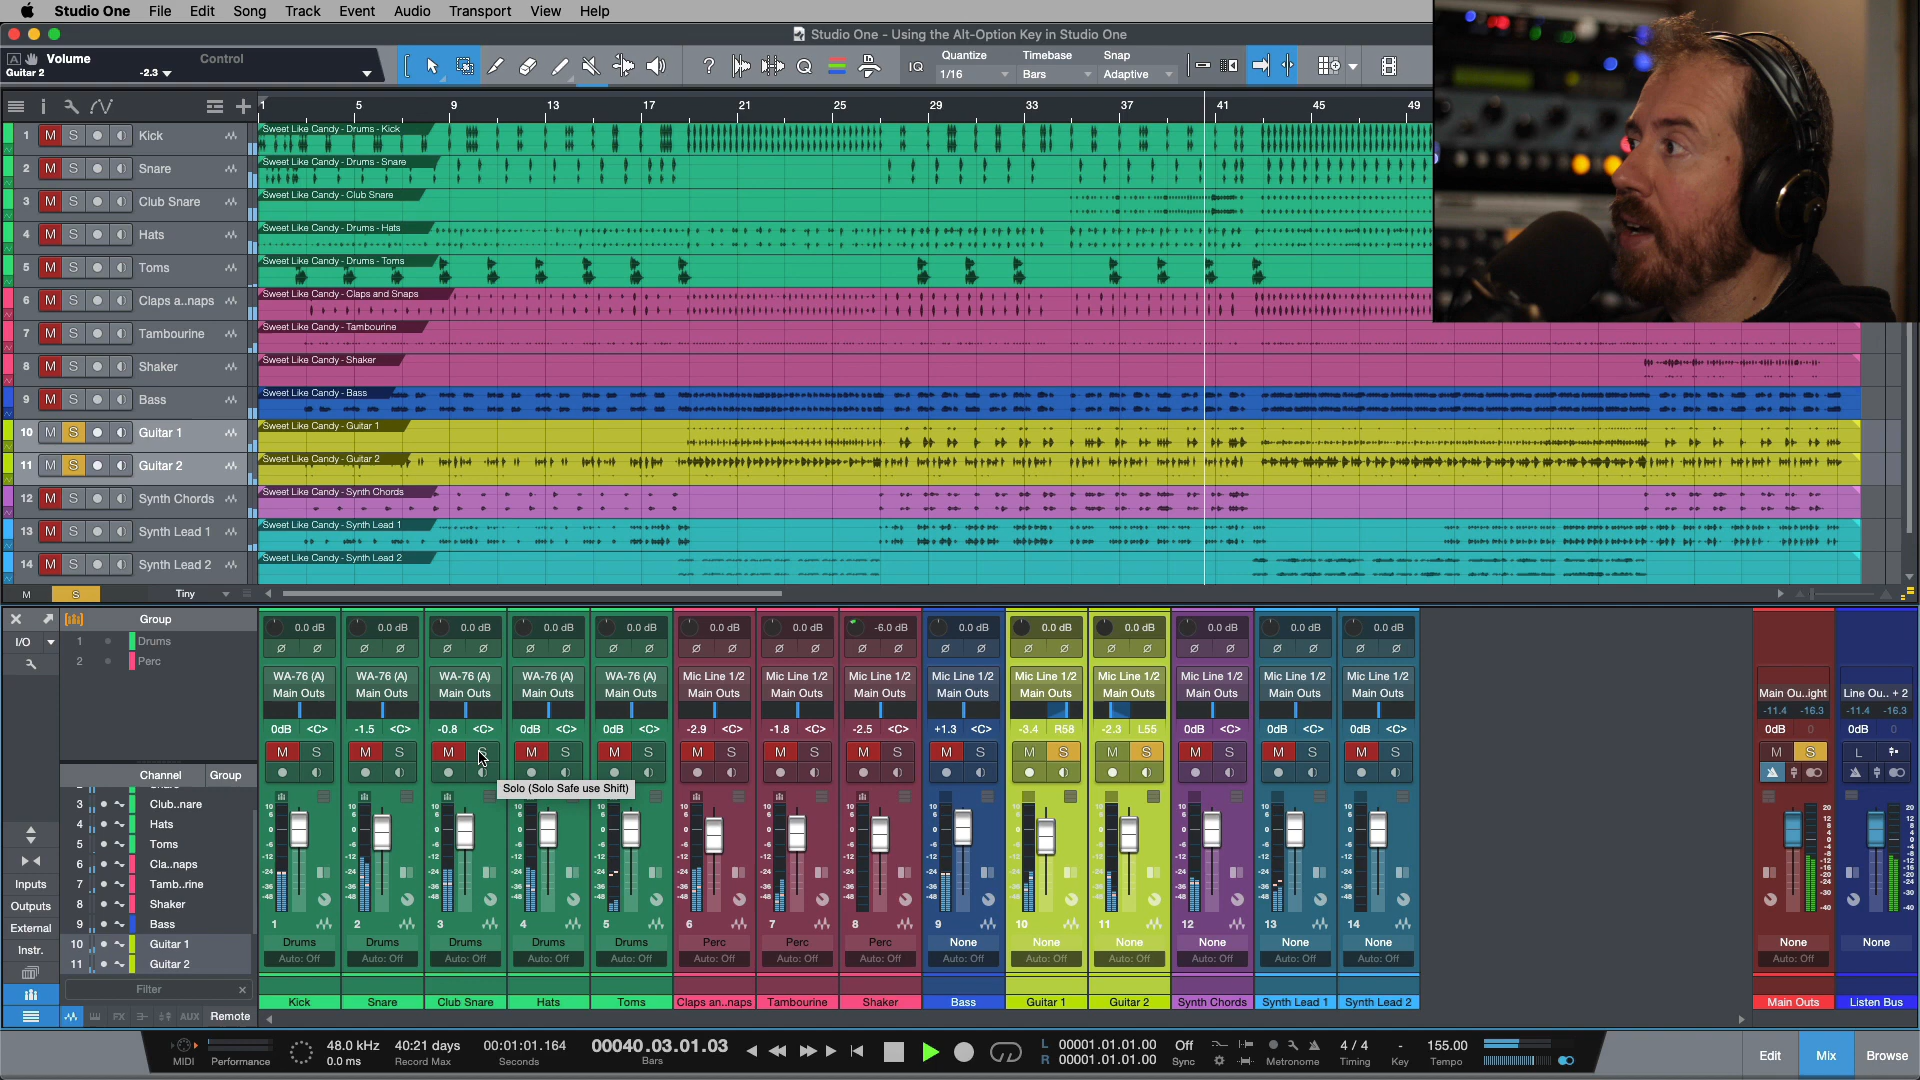 Studio One File Edit Song Track Event Audio Transport View Help
Studio One - Using the Alt-Option Key in Studio One
Volume Control
Guitar 2 -2.3
Quantize Timebase Snap
IQ 1/16 Bars Adaptive
1 5 9 13 17 21 25 29 33 37 41 45 49
1 M S Kick Sweet Like Candy - Drums - Kick
2 M S Snare Sweet Like Candy - Drums - Snare
3 M S Club Snare Sweet Like Candy - Club Snare
4 M S Hats Sweet Like Candy - Drums - Hats
5 M S Toms Sweet Like Candy - Drums - Toms
6 M S Claps a..naps Sweet Like Candy - Claps and Snaps
7 M S Tambourine Sweet Like Candy - Tambourine
8 M S Shaker Sweet Like Candy - Shaker
9 M S Bass Sweet Like Candy - Bass
10 M S Guitar 1 Sweet Like Candy - Guitar 1
11 M S Guitar 2 Sweet Like Candy - Guitar 2
12 M S Synth Chords Sweet Like Candy - Synth Chords
13 M S Synth Lead 1 Sweet Like Candy - Synth Lead 1
14 M S Synth Lead 2 Sweet Like Candy - Synth Lead 2
M S Tiny
Group
I/O
1 Drums
2 Perc
0.0 dB 0.0 dB 0.0 dB 0.0 dB 0.0 dB 0.0 dB 0.0 dB -6.0 dB 0.0 dB 0.0 dB 0.0 dB 0.0 dB 0.0 dB 0.0 dB
WA-76 (A) WA-76 (A) WA-76 (A) WA-76 (A) WA-76 (A) Mic Line 1/2 Mic Line 1/2 Mic Line 1/2 Mic Line 1/2 Mic Line 1/2 Mic Line 1/2 Mic Line 1/2 Mic Line 1/2 Mic Line 1/2
Main Outs Main Outs Main Outs Main Outs Main Outs Main Outs Main Outs Main Outs Main Outs Main Outs Main Outs Main Outs Main Outs Main Outs Main Ou..ight Line Ou.. + 2
-11.4 -16.3 -11.4 -16.3
0dB <C> -1.5 <C> -0.8 <C> 0dB <C> 0dB <C> -2.9 <C> -1.8 <C> -2.5 <C> +1.3 <C> -3.4 R58 -2.3 L55 0dB <C> 0dB <C> 0dB <C> 0dB 0dB
M S M S M S M S M S M S M S M S M S M S M S M S M S M S M S L
Solo (Solo Safe use Shift)
Channel Group
3 Club..nare
4 Hats
5 Toms
6 Cla..naps
7 Tamb..rine
8 Shaker
9 Bass
10 Guitar 1
11 Guitar 2
Inputs
Outputs
External
Instr.
Filter
FX AUX Remote
1 2 3 4 5 6 7 8 9 10 11 12 13 14
Drums Drums Drums Drums Drums Perc Perc Perc None None None None None None None None
Auto: Off Auto: Off Auto: Off Auto: Off Auto: Off Auto: Off Auto: Off Auto: Off Auto: Off Auto: Off Auto: Off Auto: Off Auto: Off Auto: Off Auto: Off
Kick Snare Club Snare Hats Toms Claps an..naps Tambourine Shaker Bass Guitar 1 Guitar 2 Synth Chords Synth Lead 1 Synth Lead 2 Main Outs Listen Bus
MIDI Performance
48.0 kHz
0.0 ms
40:21 days
Record Max
00:01:01.164
Seconds
00040.03.01.03
Bars
L 00001.01.01.00
R 00001.01.01.00
Off
Sync
Metronome
4 / 4
Timing
-
Key
155.00
Tempo
Edit Mix Browse